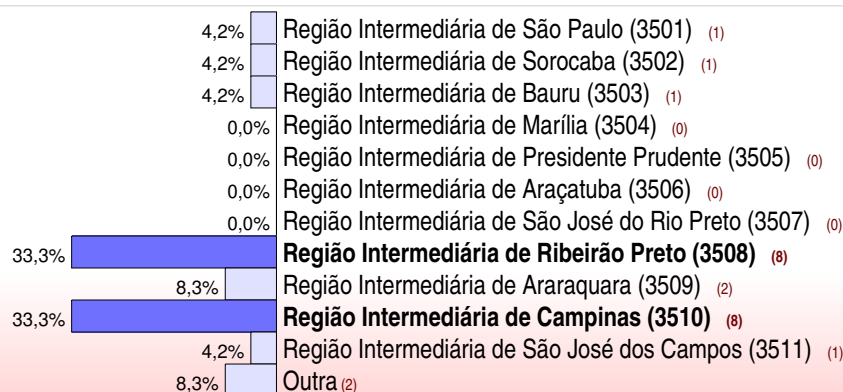 4,2% Região Intermediária de São Paulo (3501) (1)
4,2% Região Intermediária de Sorocaba (3502) (1)
4,2% Região Intermediária de Bauru (3503) (1)
0,0% Região Intermediária de Marília (3504) (0)
0,0% Região Intermediária de Presidente Prudente (3505) (0)
0,0% Região Intermediária de Araçatuba (3506) (0)
0,0% Região Intermediária de São José do Rio Preto (3507) (0)
33,3% Região Intermediária de Ribeirão Preto (3508) (8)
8,3% Região Intermediária de Araraquara (3509) (2)
33,3% Região Intermediária de Campinas (3510) (8)
4,2% Região Intermediária de São José dos Campos (3511) (1)
8,3% Outra (2)